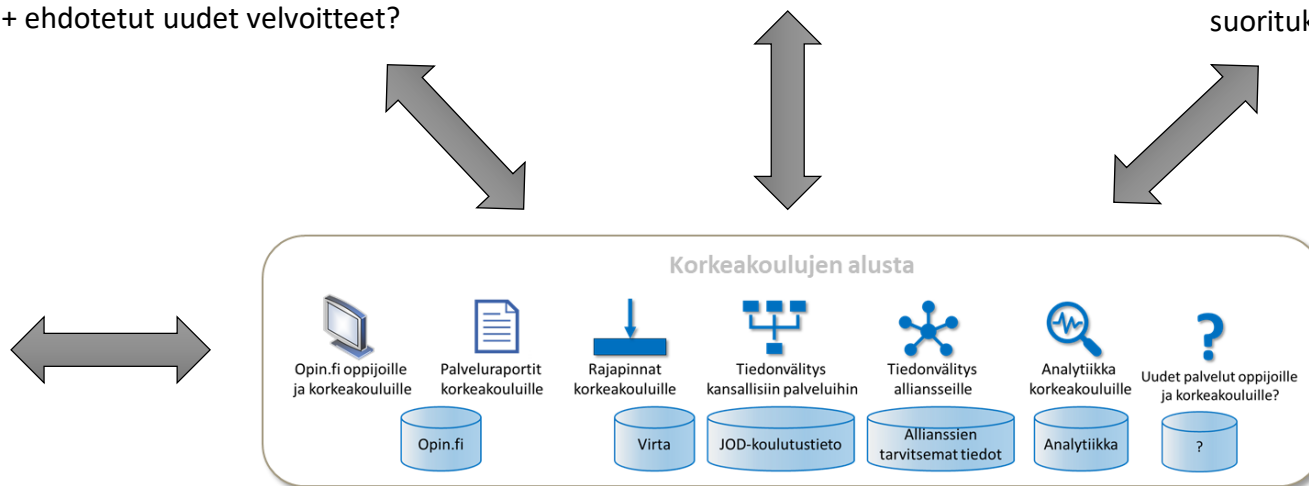 + ehdotetut uudet velvoitteet?
Korkeakoulujen alusta
Opin.fi oppijoille
ja korkeakouluille
Palveluraportit
korkeakouluille
Rajapinnat
korkeakouluille
Tiedonvälitys
kansallisiin palveluihin
Tiedonvälitys
alliansseille
Analytiikka
korkeakouluille
?
Uudet palvelut oppijoille
ja korkeakouluille?
Opin.fi
Virta
JOD-koulutustieto
Allianssien
tarvitsemat tiedot
Analytiikka
?